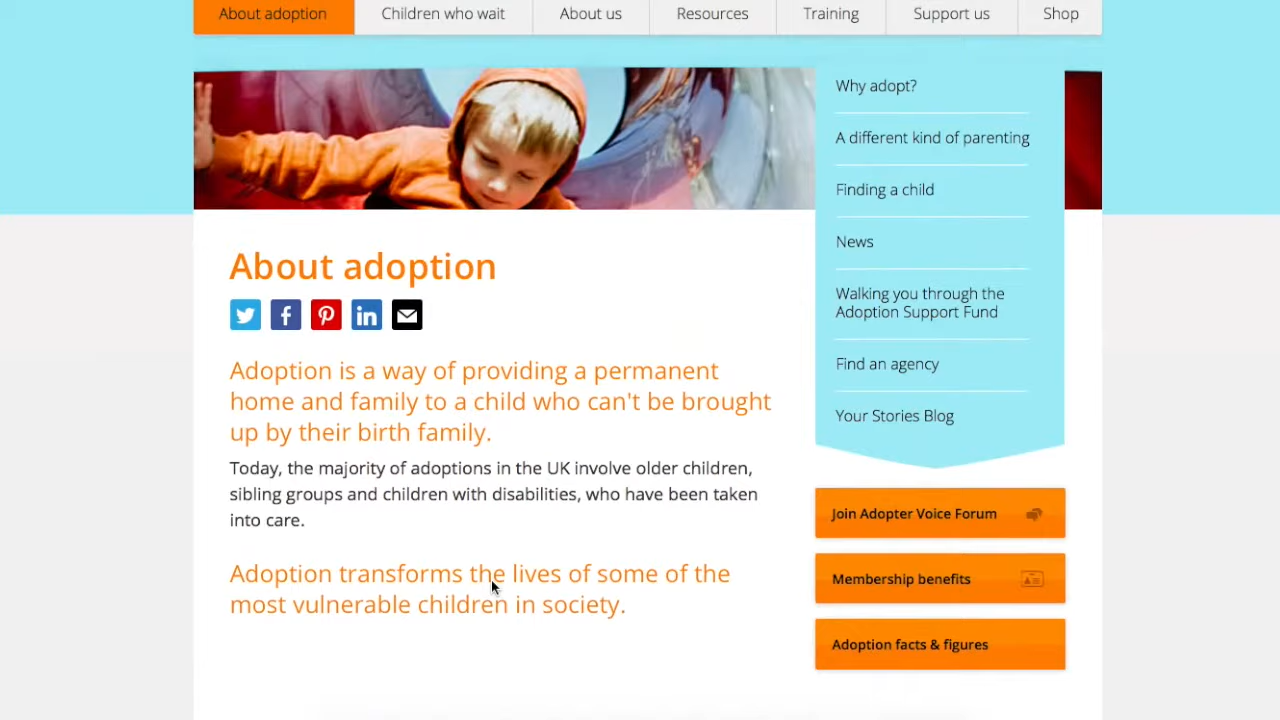 About adoption
Children who wait
About us
Resources
Training
Support us
Shop
Why adopt?
A different kind of parenting
Finding a child
News
Walking you through the
Adoption Support Fund
Find an agency
Your Stories Blog
About adoption
Adoption is a way of providing a permanent
home and family to a child who can't be brought
up by their birth family.
Today, the majority of adoptions in the UK involve older children,
sibling groups and children with disabilities, who have been taken
into care.
Adoption transforms the lives of some of the
most vulnerable children in society.
Join Adopter Voice Forum
Membership benefits
Adoption facts & figures